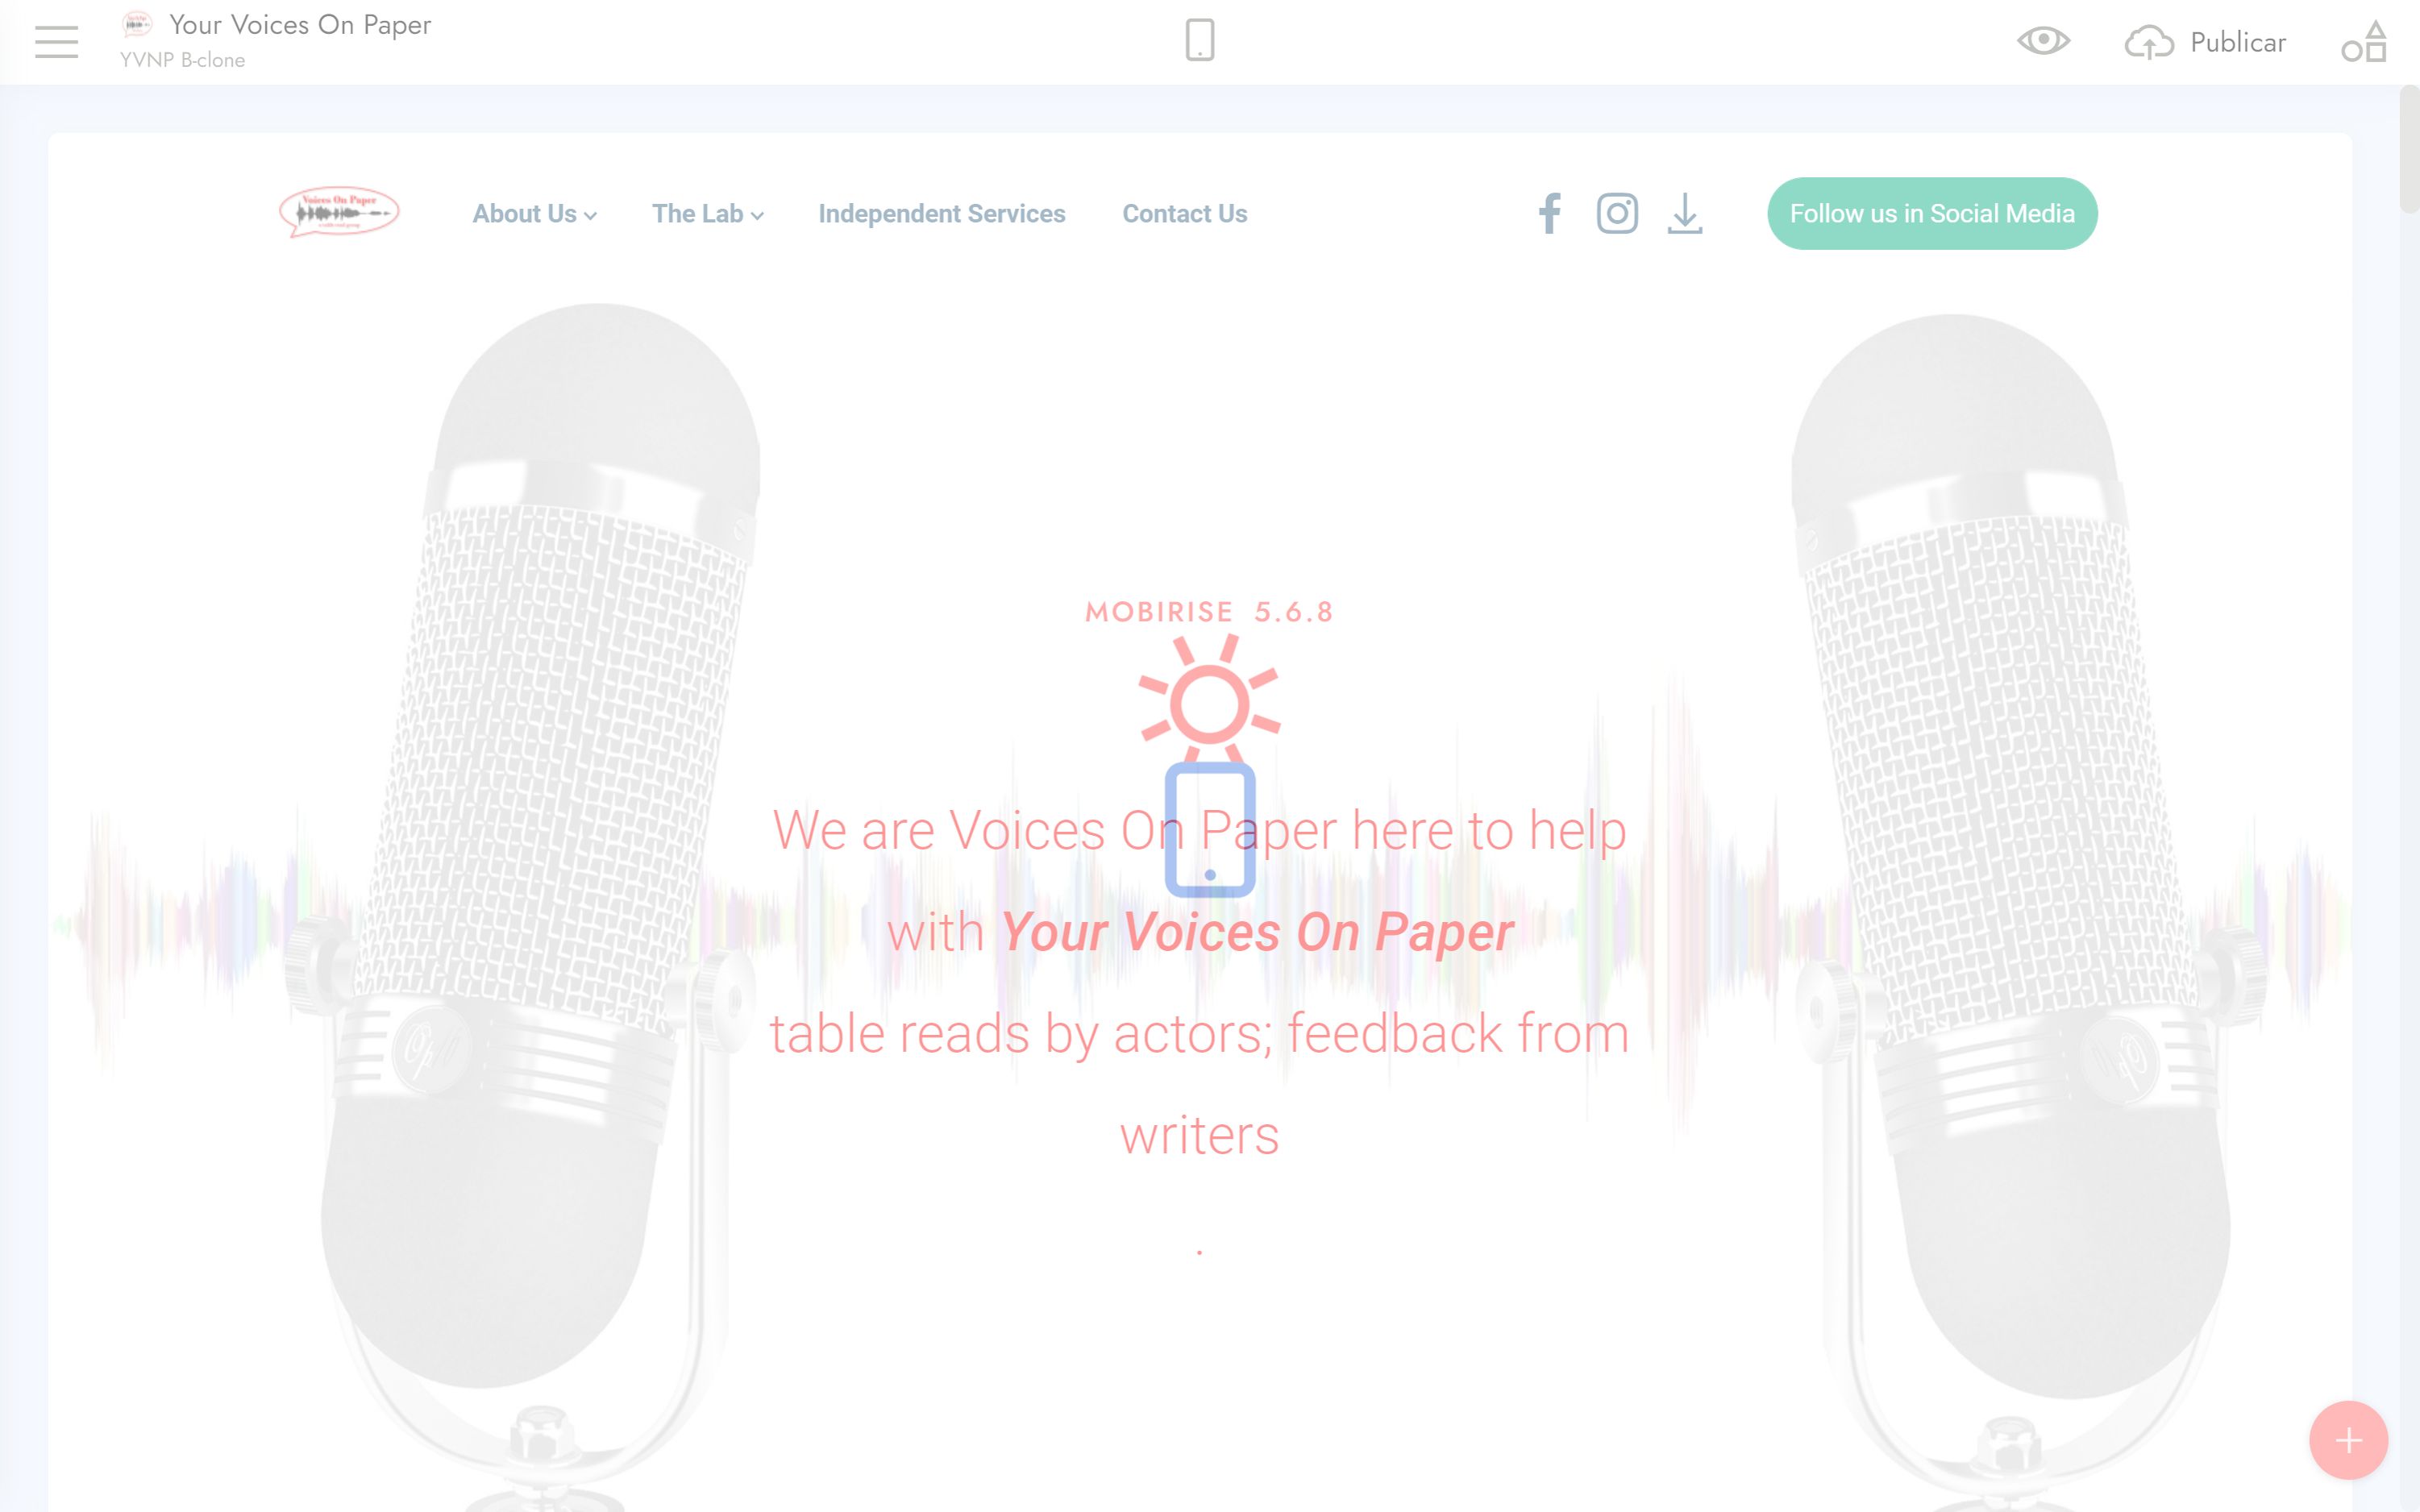 Your Voices On Paper
YVNP B-clone
Publicar
Voices On Paper
About Us
The Lab
Independent Services
Contact Us
Follow us in Social Media
MOBIRISE 5.6.8
We are Voices On Paper here to help
with Your Voices On Paper
table reads by actors; feedback from
writers
.